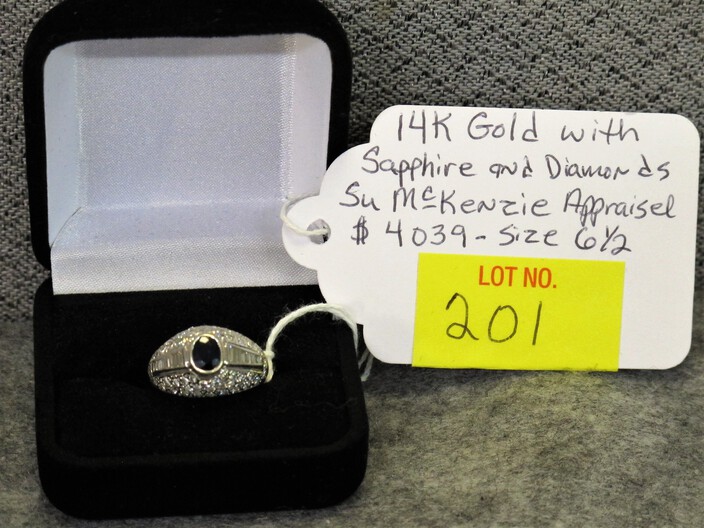 14K Gold with
Sapphire and Diamonds
Su McKenzie Appraisel
$4039 - Size 6½
LOT NO.
201